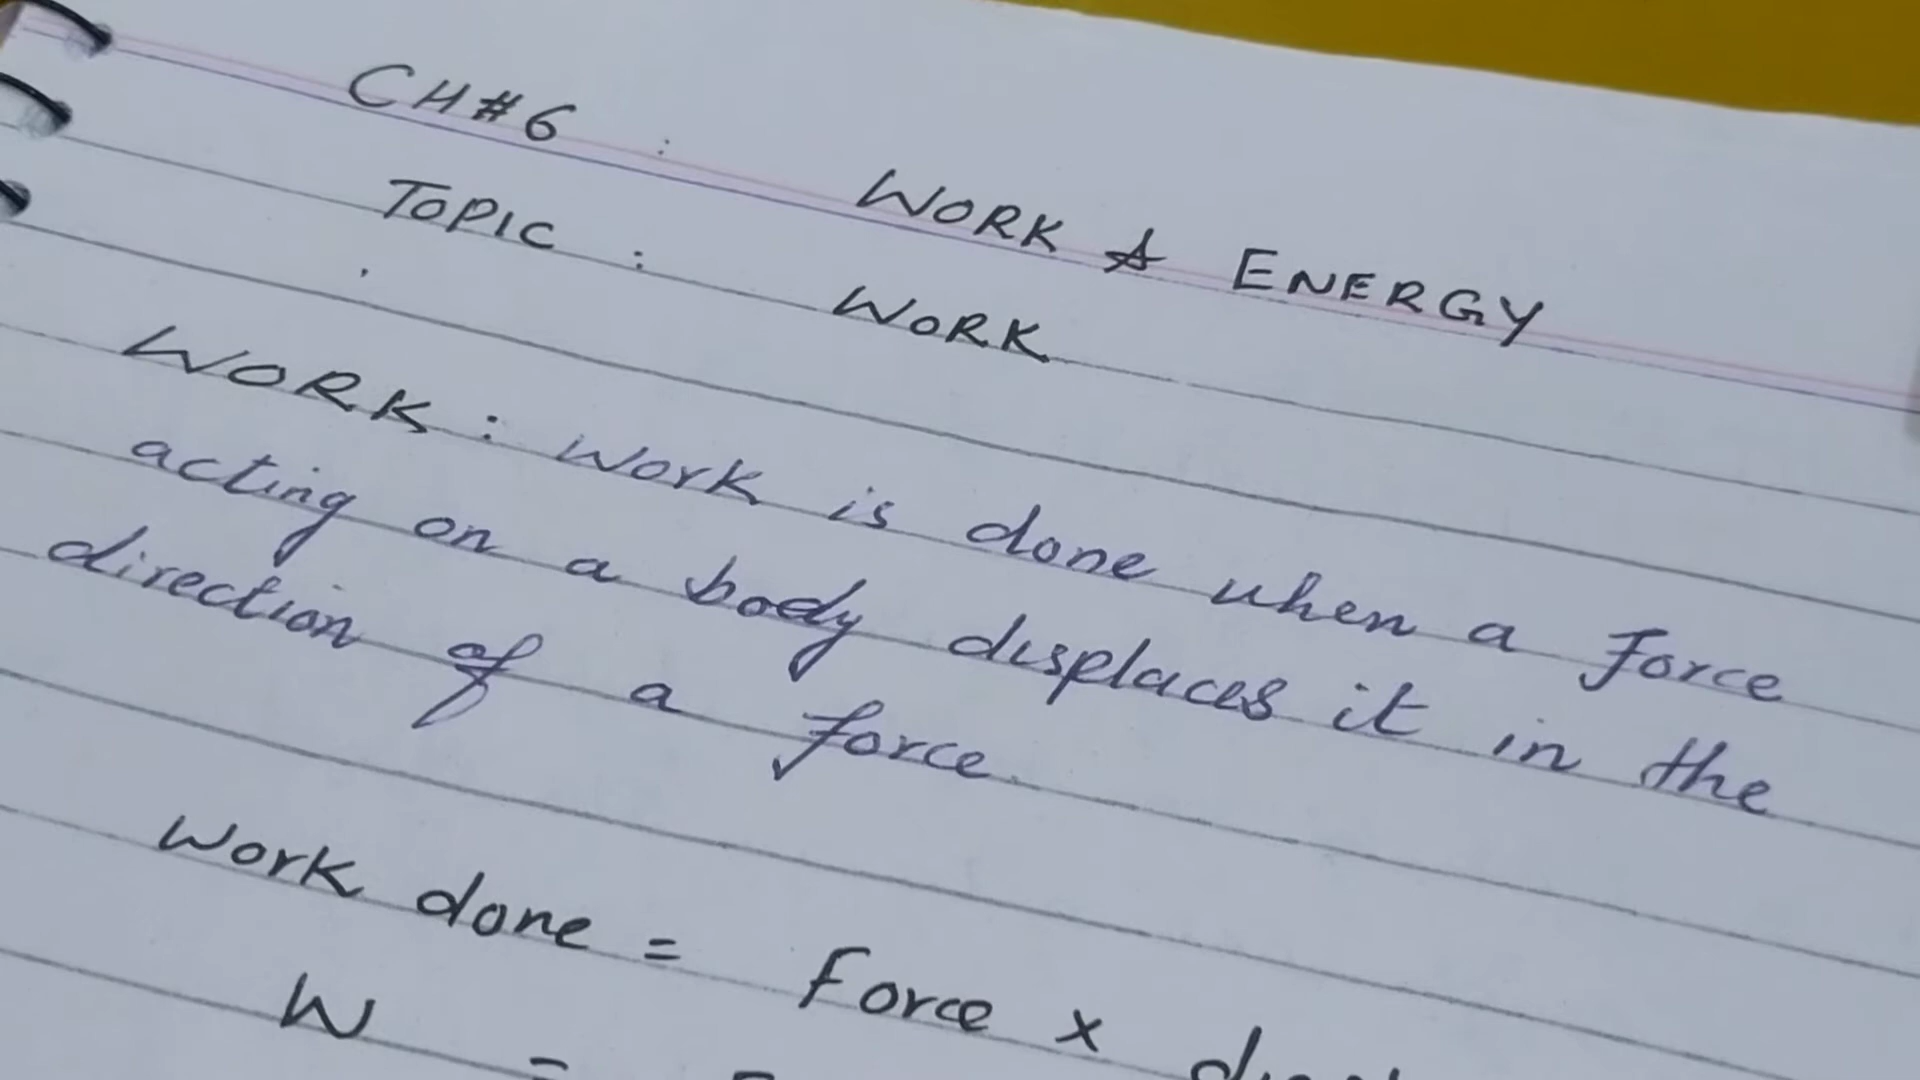 CH#6 : WORK & ENERGY
TOPIC : WORK
WORK : Work is done when a force
acting on a body displaces it in the
direction of a force.
Work done = Force x
W =